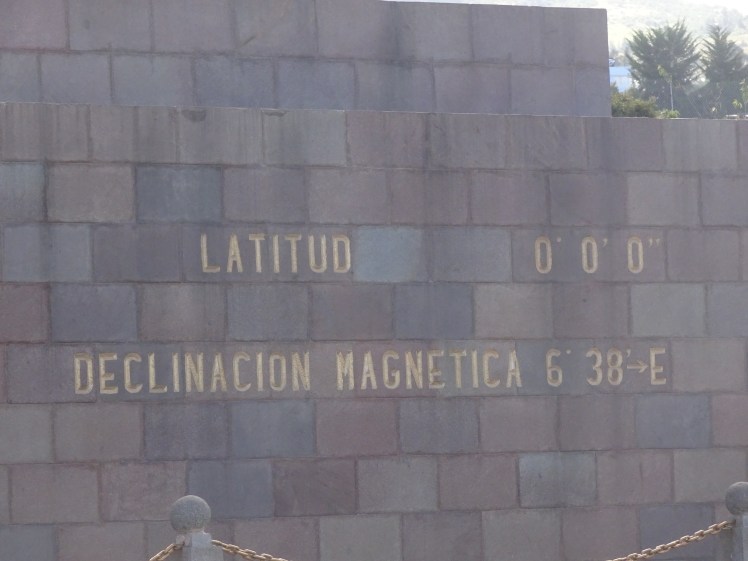 LATITUD 0° 0' 0"
DECLINACION MAGNETICA 6° 38'→E